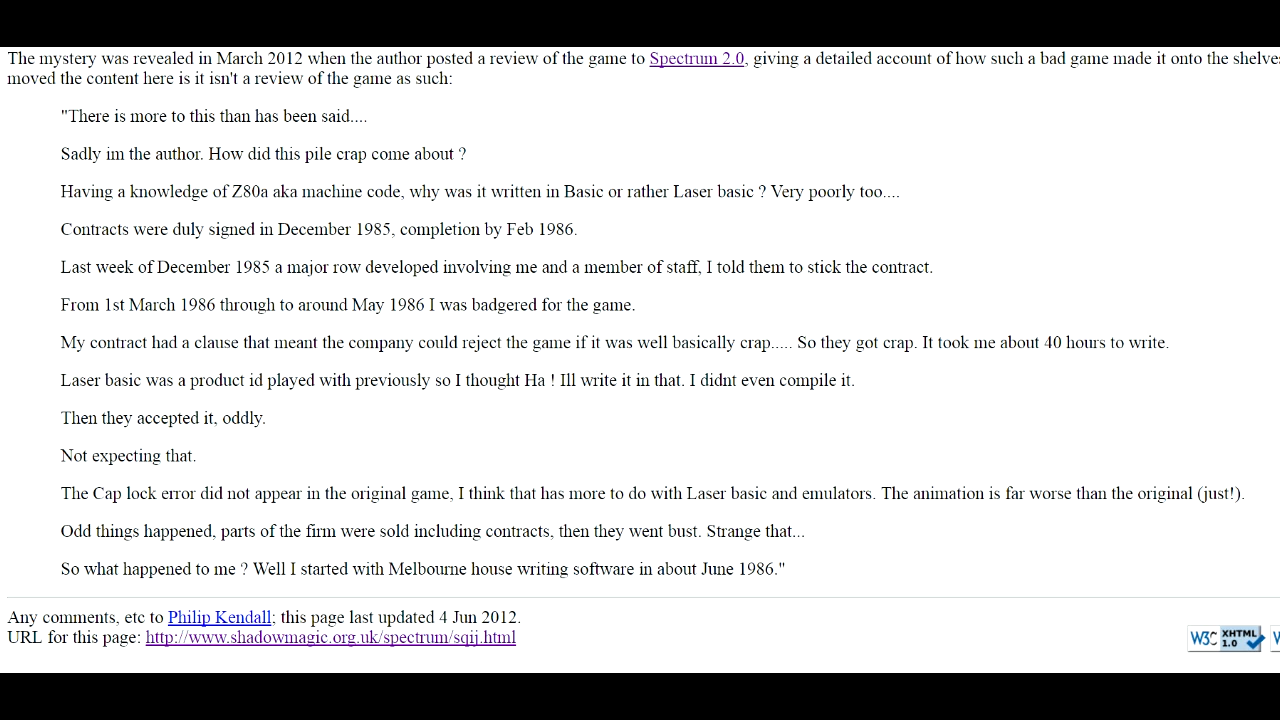 The mystery was revealed in March 2012 when the author posted a review of the game to Spectrum 2.0, giving a detailed account of how such a bad game made it onto the shelve
moved the content here is it isn't a review of the game as such:
"There is more to this than has been said....
Sadly im the author. How did this pile crap come about ?
Having a knowledge of Z80a aka machine code, why was it written in Basic or rather Laser basic ? Very poorly too....
Contracts were duly signed in December 1985, completion by Feb 1986.
Last week of December 1985 a major row developed involving me and a member of staff, I told them to stick the contract.
From 1st March 1986 through to around May 1986 I was badgered for the game.
My contract had a clause that meant the company could reject the game if it was well basically crap..... So they got crap. It took me about 40 hours to write.
Laser basic was a product id played with previously so I thought Ha ! Ill write it in that. I didnt even compile it.
Then they accepted it, oddly.
Not expecting that.
The Cap lock error did not appear in the original game, I think that has more to do with Laser basic and emulators. The animation is far worse than the original (just!).
Odd things happened, parts of the firm were sold including contracts, then they went bust. Strange that...
So what happened to me ? Well I started with Melbourne house writing software in about June 1986."
Any comments, etc to Philip Kendall; this page last updated 4 Jun 2012.
URL for this page: http://www.shadowmagic.org.uk/spectrum/sqij.html
W3C XHTML 1.0 W